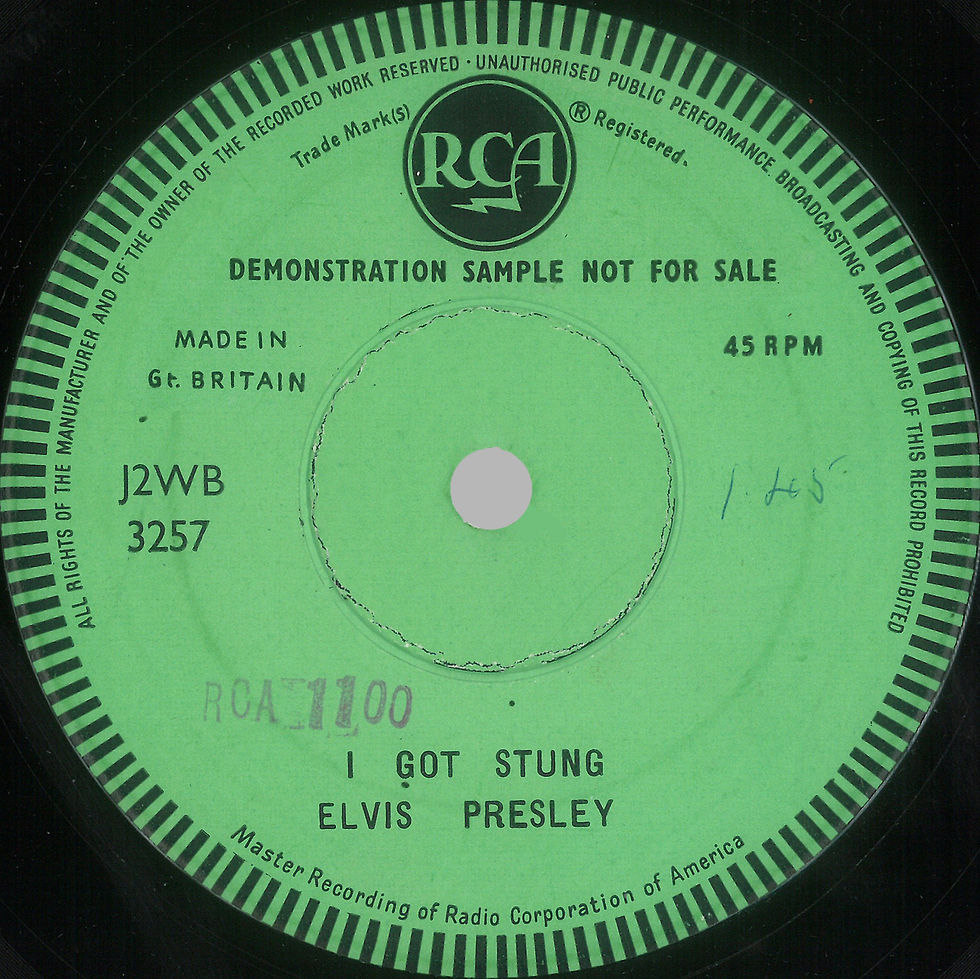 ALL RIGHTS OF THE MANUFACTURER AND OF THE OWNER OF THE RECORDED WORK RESERVED · UNAUTHORISED PUBLIC PERFORMANCE BROADCASTING AND COPYING OF THIS RECORD PROHIBITED
Trade Mark(s) RCA ® Registered.
DEMONSTRATION SAMPLE NOT FOR SALE
MADE IN
Gt. BRITAIN
45 RPM
J2WB
3257
1.45
RCA 1100
I GOT STUNG
ELVIS PRESLEY
Master Recording of Radio Corporation of America